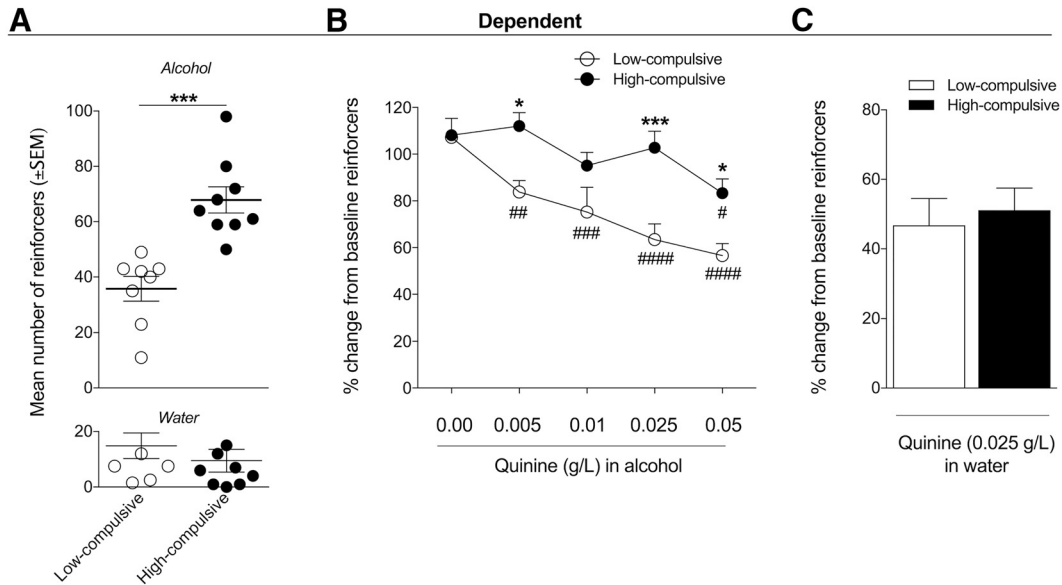 A
B
Dependent
C
Alcohol
***
Mean number of reinforcers (±SEM)
100
80
60
40
20
0
Water
20
10
0
Low-compulsive
High-compulsive
Low-compulsive
High-compulsive
% change from baseline reinforcers
120
100
80
60
40
20
0
*
***
*
##
###
####
#
####
0.00 0.005 0.01 0.025 0.05
Quinine (g/L) in alcohol
Low-compulsive
High-compulsive
% change from baseline reinforcers
80
60
40
20
0
Quinine (0.025 g/L)
in water